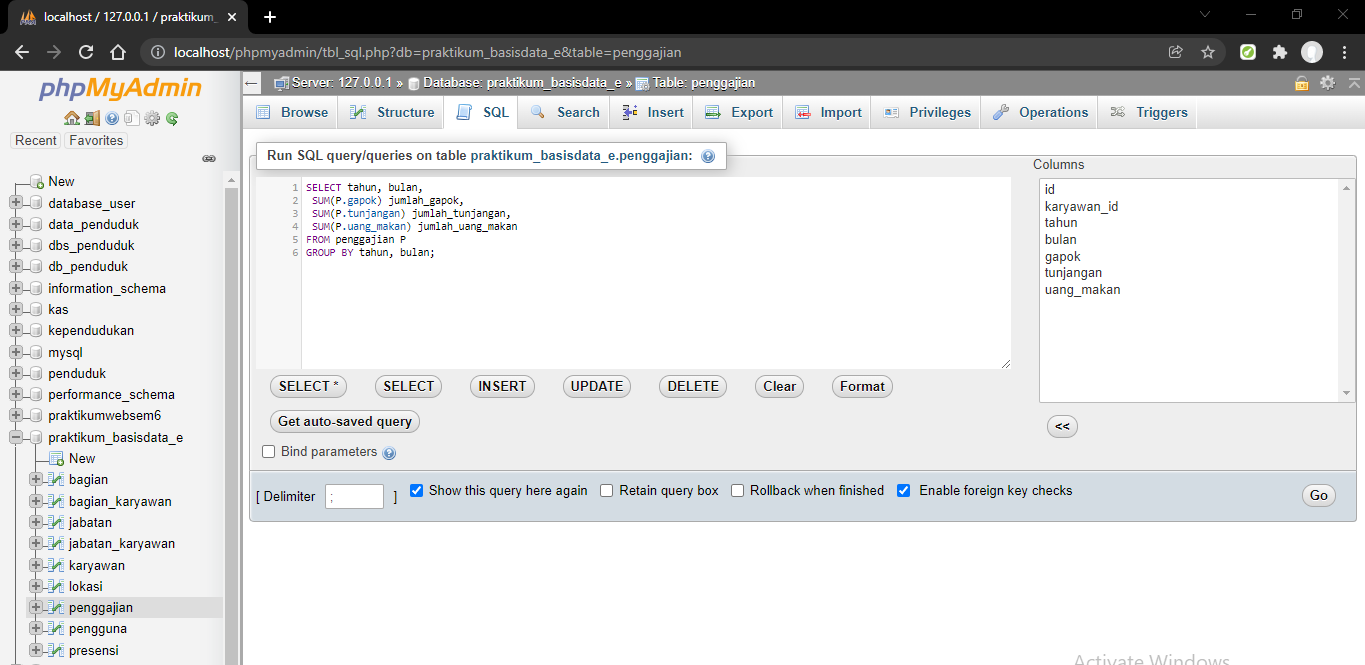 localhost / 127.0.0.1 / praktikum_
localhost/phpmyadmin/tbl_sql.php?db=praktikum_basisdata_e&table=penggajian
phpMyAdmin
Recent Favorites
New
database_user
data_penduduk
dbs_penduduk
db_penduduk
information_schema
kas
kependudukan
mysql
penduduk
performance_schema
praktikumwebsem6
praktikum_basisdata_e
New
bagian
bagian_karyawan
jabatan
jabatan_karyawan
karyawan
lokasi
penggajian
pengguna
presensi
Server: 127.0.0.1 » Database: praktikum_basisdata_e » Table: penggajian
Browse Structure SQL Search Insert Export Import Privileges Operations Triggers
Run SQL query/queries on table praktikum_basisdata_e.penggajian:
1 SELECT tahun, bulan,
2 SUM(P.gapok) jumlah_gapok,
3 SUM(P.tunjangan) jumlah_tunjangan,
4 SUM(P.uang_makan) jumlah_uang_makan
5 FROM penggajian P
6 GROUP BY tahun, bulan;
Columns
id
karyawan_id
tahun
bulan
gapok
tunjangan
uang_makan
SELECT * SELECT INSERT UPDATE DELETE Clear Format
Get auto-saved query
<<
Bind parameters
[ Delimiter ; ] Show this query here again Retain query box Rollback when finished Enable foreign key checks
Go
Activate Windows